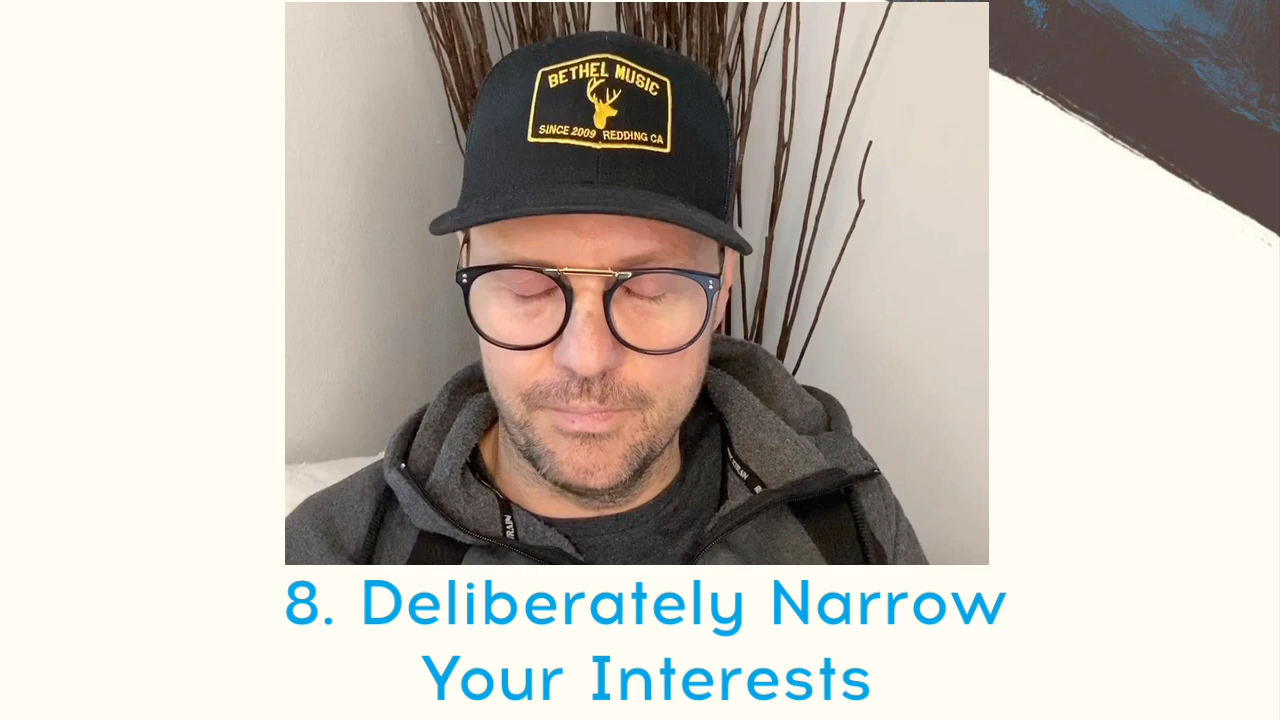 BETHEL MUSIC
SINCE 2009 REDDING CA
8. Deliberately Narrow
Your Interests